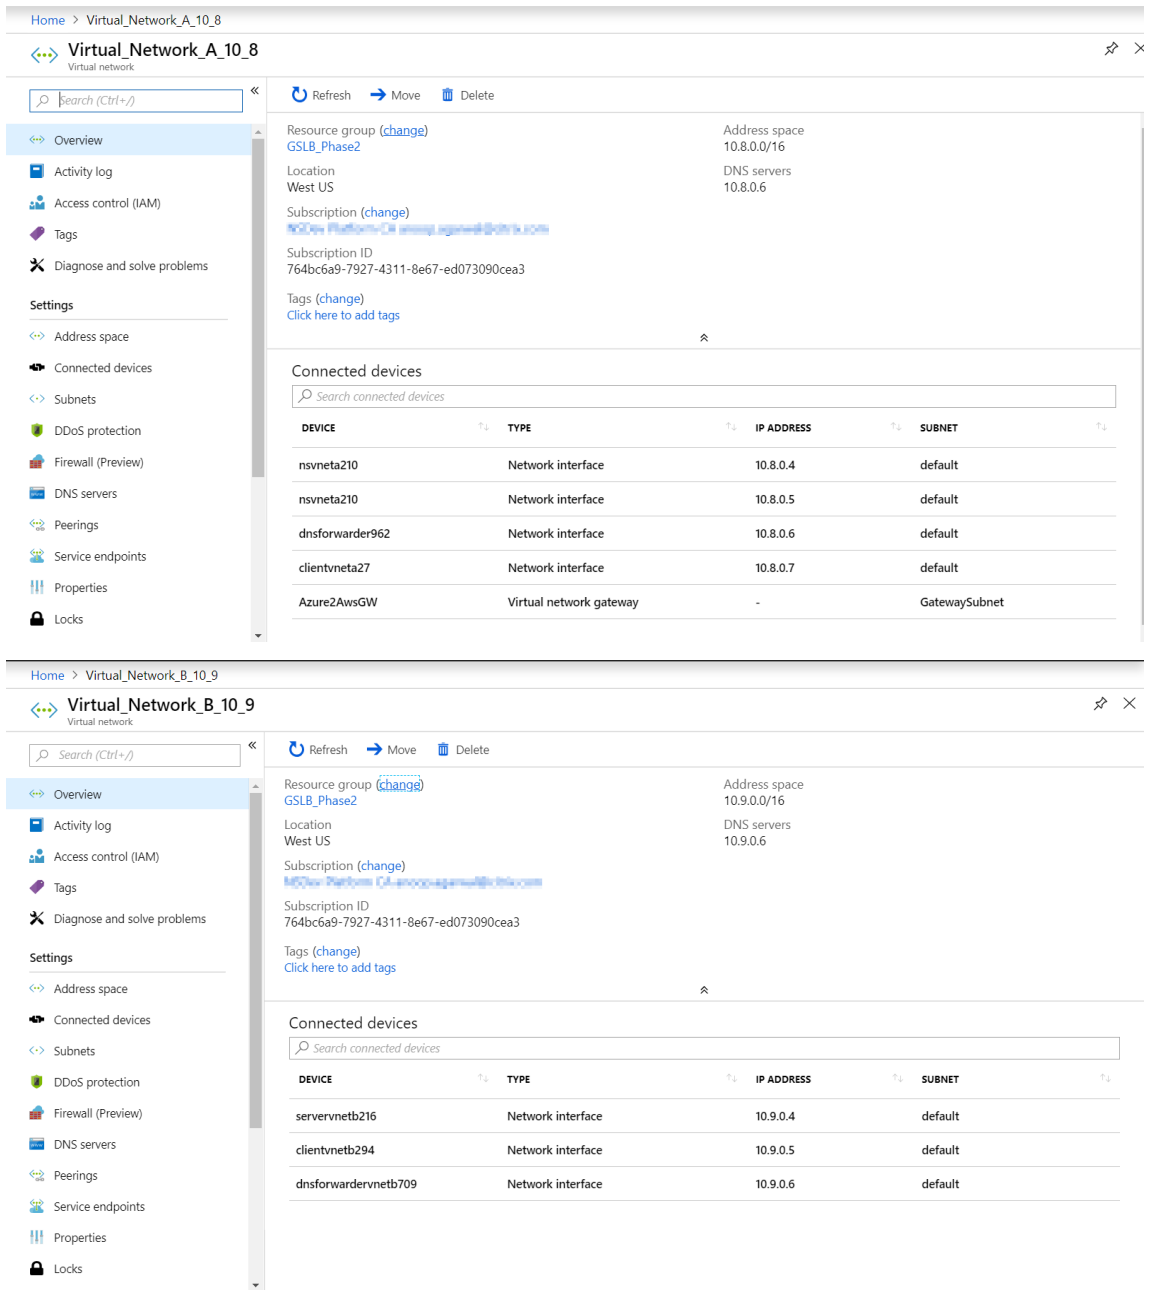 Home > Virtual_Network_A_10_8
Virtual_Network_A_10_8
Virtual network
Search (Ctrl+/)
Overview
Activity log
Access control (IAM)
Tags
Diagnose and solve problems
Settings
Address space
Connected devices
Subnets
DDoS protection
Firewall (Preview)
DNS servers
Peerings
Service endpoints
Properties
Locks
Refresh Move Delete
Resource group (change)
GSLB_Phase2
Location
West US
Subscription (change)
Subscription ID
764bc6a9-7927-4311-8e67-ed073090cea3
Tags (change)
Click here to add tags
Address space
10.8.0.0/16
DNS servers
10.8.0.6
Connected devices
Search connected devices
DEVICE TYPE IP ADDRESS SUBNET
nsvneta210 Network interface 10.8.0.4 default
nsvneta210 Network interface 10.8.0.5 default
dnsforwarder962 Network interface 10.8.0.6 default
clientvneta27 Network interface 10.8.0.7 default
Azure2AwsGW Virtual network gateway - GatewaySubnet
Home > Virtual_Network_B_10_9
Virtual_Network_B_10_9
Virtual network
Search (Ctrl+/)
Overview
Activity log
Access control (IAM)
Tags
Diagnose and solve problems
Settings
Address space
Connected devices
Subnets
DDoS protection
Firewall (Preview)
DNS servers
Peerings
Service endpoints
Properties
Locks
Refresh Move Delete
Resource group (change)
GSLB_Phase2
Location
West US
Subscription (change)
Subscription ID
764bc6a9-7927-4311-8e67-ed073090cea3
Tags (change)
Click here to add tags
Address space
10.9.0.0/16
DNS servers
10.9.0.6
Connected devices
Search connected devices
DEVICE TYPE IP ADDRESS SUBNET
servervnetb216 Network interface 10.9.0.4 default
clientvnetb294 Network interface 10.9.0.5 default
dnsforwardervnetb709 Network interface 10.9.0.6 default